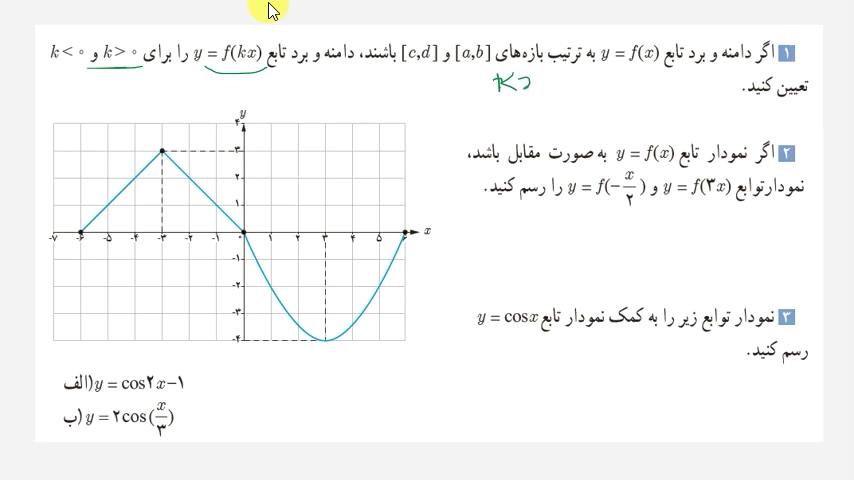 ۱ اگر دامنه و برد تابع y = f(x) به ترتیب بازه‌های [a,b] و [c,d] باشند، دامنه و برد تابع y = f(kx) را برای k > ۰ و k < ۰
تعیین کنید.
۲ اگر نمودار تابع y = f(x) به صورت مقابل باشد،
نمودارتوابع y = f(۳x) و y = f(-x/۲) را رسم کنید.
۳ نمودار توابع زیر را به کمک نمودار تابع y = cosx
رسم کنید.
y
۴
۳
۲
۱
-۷ -۶ -۵ -۴ -۳ -۲ -۱ ۰ ۱ ۲ ۳ ۴ ۵ ۶ x
-۱
-۲
-۳
-۴
الف) y = cos۲x-۱
ب) y = ۲cos(x/۳)